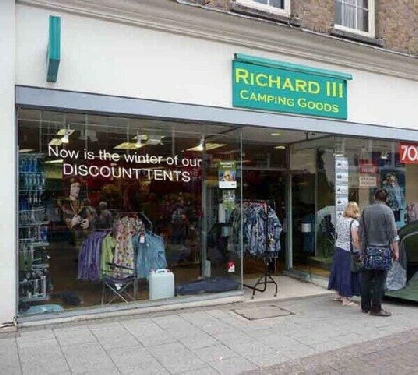 RICHARD III
CAMPING GOODS
Now is the winter of our
DISCOUNT TENTS
70